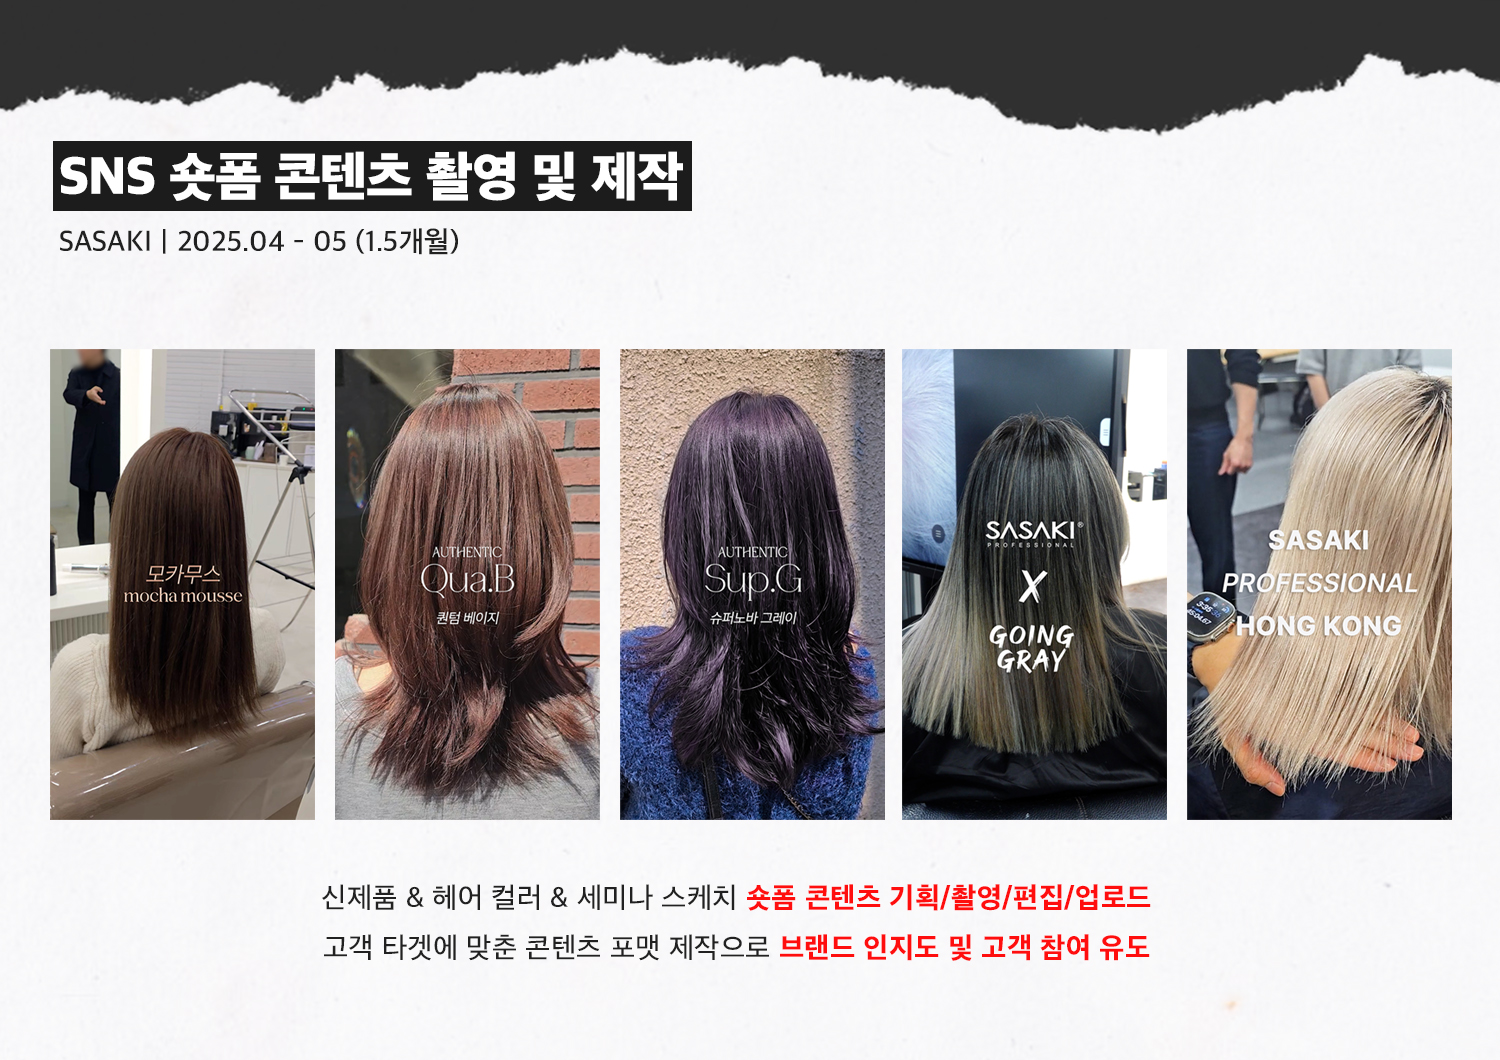 SNS 숏폼 콘텐츠 촬영 및 제작
SASAKI | 2025.04 - 05 (1.5개월)
모카무스
mocha mousse
AUTHENTIC
Qua.B
퀀텀 베이지
AUTHENTIC
Sup.G
슈퍼노바 그레이
SASAKI®
PROFESSIONAL
X
GOING
GRAY
SASAKI
PROFESSIONAL
HONG KONG
신제품 & 헤어 컬러 & 세미나 스케치 숏폼 콘텐츠 기획/촬영/편집/업로드
고객 타겟에 맞춘 콘텐츠 포맷 제작으로 브랜드 인지도 및 고객 참여 유도